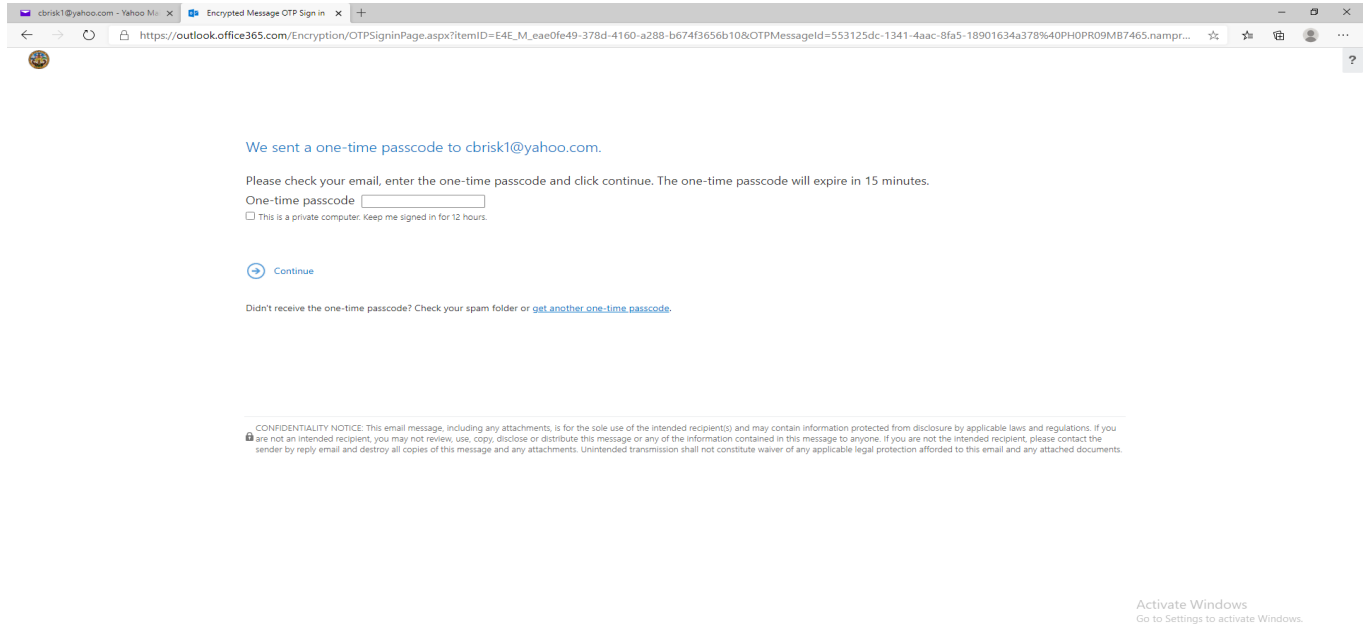 cbrisk1@yahoo.com - Yahoo Ma
Encrypted Message OTP Sign in
https://outlook.office365.com/Encryption/OTPSigninPage.aspx?itemID=E4E_M_eae0fe49-378d-4160-a288-b674f3656b10&OTPMessageId=553125dc-1341-4aac-8fa5-18901634a378%40PH0PR09MB7465.nampr...
?
We sent a one-time passcode to cbrisk1@yahoo.com.
Please check your email, enter the one-time passcode and click continue. The one-time passcode will expire in 15 minutes.
One-time passcode
This is a private computer. Keep me signed in for 12 hours.
Continue
Didn't receive the one-time passcode? Check your spam folder or get another one-time passcode.
CONFIDENTIALITY NOTICE: This email message, including any attachments, is for the sole use of the intended recipient(s) and may contain information protected from disclosure by applicable laws and regulations. If you
are not an intended recipient, you may not review, use, copy, disclose or distribute this message or any of the information contained in this message to anyone. If you are not the intended recipient, please contact the
sender by reply email and destroy all copies of this message and any attachments. Unintended transmission shall not constitute waiver of any applicable legal protection afforded to this email and any attached documents.
Activate Windows
Go to Settings to activate Windows.